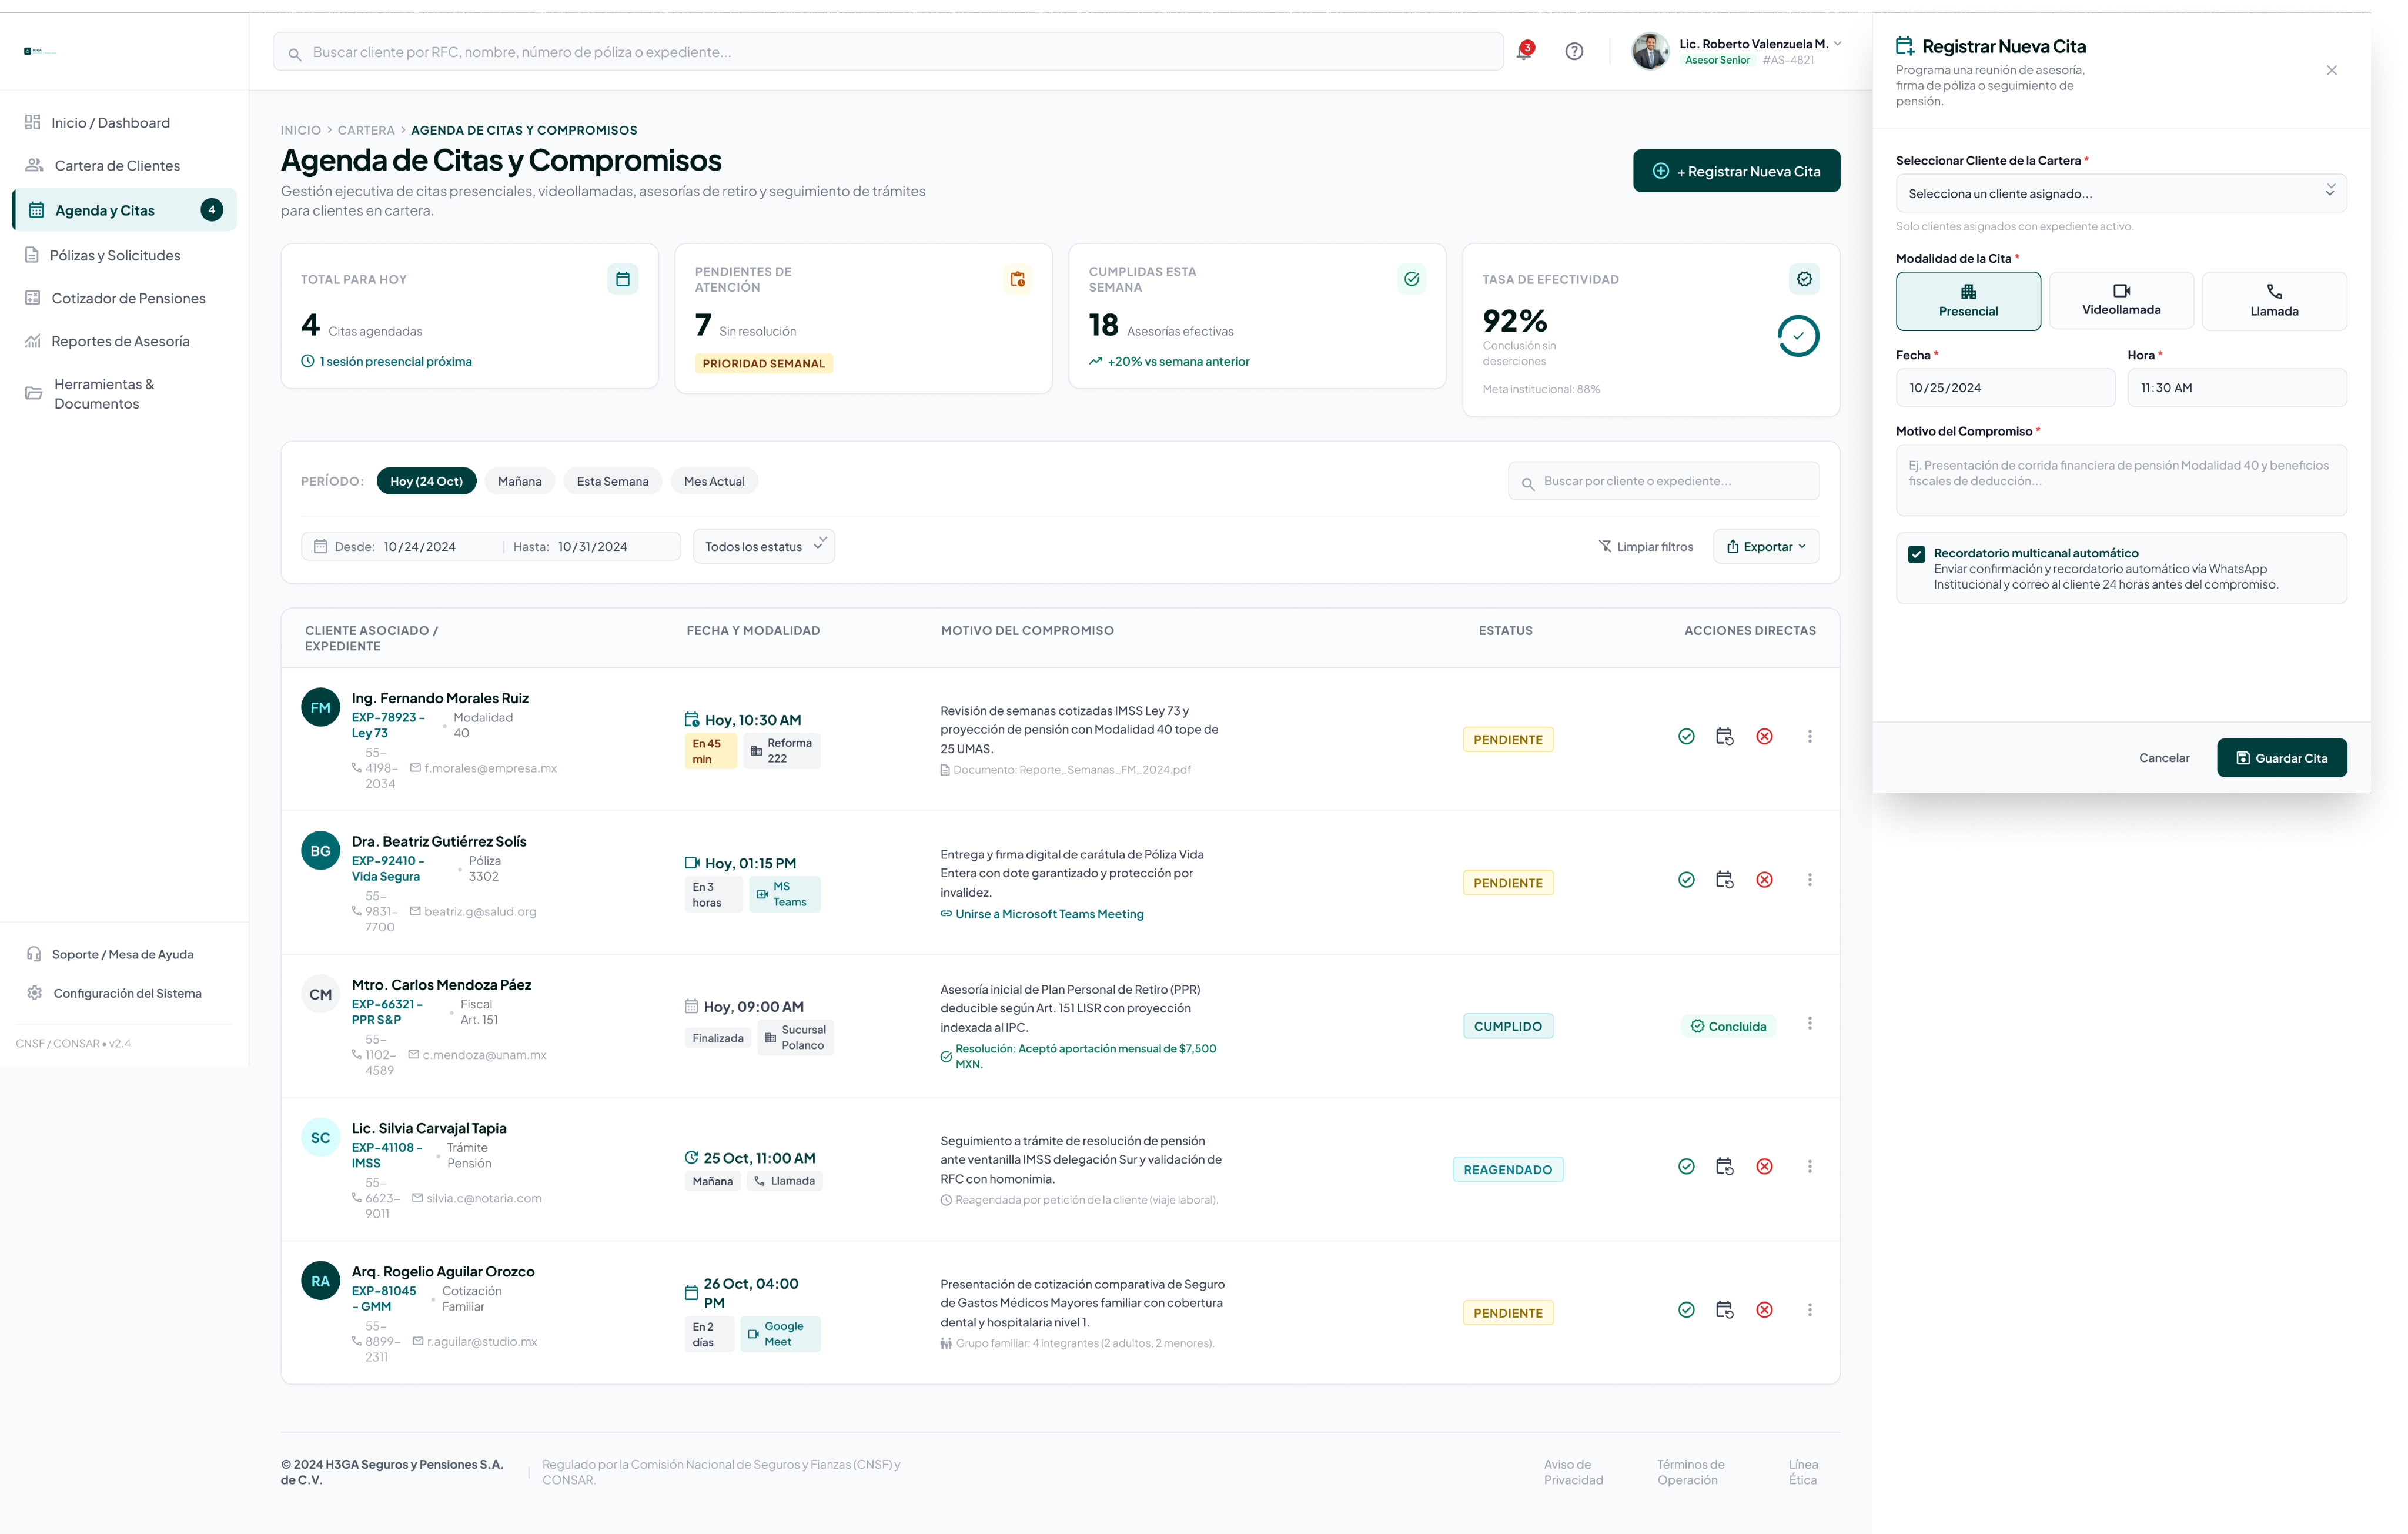 Buscar cliente por RFC, nombre, número de póliza o expediente...
3
Lic. Roberto Valenzuela M.
Asesor Senior #AS-4821
Inicio / Dashboard
Cartera de Clientes
Agenda y Citas 4
Pólizas y Solicitudes
Cotizador de Pensiones
Reportes de Asesoría
Herramientas &
Documentos
Soporte / Mesa de Ayuda
Configuración del Sistema
CNSF / CONSAR • v2.4
INICIO > CARTERA > AGENDA DE CITAS Y COMPROMISOS
Agenda de Citas y Compromisos
Gestión ejecutiva de citas presenciales, videollamadas, asesorías de retiro y seguimiento de trámites
para clientes en cartera.
+ Registrar Nueva Cita
TOTAL PARA HOY
4 Citas agendadas
1 sesión presencial próxima
PENDIENTES DE
ATENCIÓN
7 Sin resolución
PRIORIDAD SEMANAL
CUMPLIDAS ESTA
SEMANA
18 Asesorías efectivas
+20% vs semana anterior
TASA DE EFECTIVIDAD
92%
Conclusión sin
deserciones
Meta institucional: 88%
PERÍODO: Hoy (24 Oct) Mañana Esta Semana Mes Actual
Buscar por cliente o expediente...
Desde: 10/24/2024 Hasta: 10/31/2024 Todos los estatus
Limpiar filtros Exportar
CLIENTE ASOCIADO /
EXPEDIENTE
FECHA Y MODALIDAD
MOTIVO DEL COMPROMISO
ESTATUS
ACCIONES DIRECTAS
FM
Ing. Fernando Morales Ruiz
EXP-78923 -
Ley 73
Modalidad
40
55-
4198-
2034
f.morales@empresa.mx
Hoy, 10:30 AM
En 45
min
Reforma
222
Revisión de semanas cotizadas IMSS Ley 73 y
proyección de pensión con Modalidad 40 tope de
25 UMAS.
Documento: Reporte_Semanas_FM_2024.pdf
PENDIENTE
BG
Dra. Beatriz Gutiérrez Solís
EXP-92410 -
Vida Segura
Póliza
3302
55-
9831-
7700
beatriz.g@salud.org
Hoy, 01:15 PM
En 3
horas
MS
Teams
Entrega y firma digital de carátula de Póliza Vida
Entera con dote garantizado y protección por
invalidez.
Unirse a Microsoft Teams Meeting
PENDIENTE
CM
Mtro. Carlos Mendoza Páez
EXP-66321 -
PPR S&P
Fiscal
Art. 151
55-
1102-
4589
c.mendoza@unam.mx
Hoy, 09:00 AM
Finalizada
Sucursal
Polanco
Asesoría inicial de Plan Personal de Retiro (PPR)
deducible según Art. 151 LISR con proyección
indexada al IPC.
Resolución: Aceptó aportación mensual de $7,500
MXN.
CUMPLIDO
Concluida
SC
Lic. Silvia Carvajal Tapia
EXP-41108 -
IMSS
Trámite
Pensión
55-
6623-
9011
silvia.c@notaria.com
25 Oct, 11:00 AM
Mañana
Llamada
Seguimiento a trámite de resolución de pensión
ante ventanilla IMSS delegación Sur y validación de
RFC con homonimia.
Reagendada por petición de la cliente (viaje laboral).
REAGENDADO
RA
Arq. Rogelio Aguilar Orozco
EXP-81045
- GMM
Cotización
Familiar
55-
8899-
2311
r.aguilar@studio.mx
26 Oct, 04:00
PM
En 2
días
Google
Meet
Presentación de cotización comparativa de Seguro
de Gastos Médicos Mayores familiar con cobertura
dental y hospitalaria nivel 1.
Grupo familiar: 4 integrantes (2 adultos, 2 menores).
PENDIENTE
© 2024 H3GA Seguros y Pensiones S.A.
de C.V.
Regulado por la Comisión Nacional de Seguros y Fianzas (CNSF) y
CONSAR.
Aviso de
Privacidad
Términos de
Operación
Línea
Ética
Registrar Nueva Cita
Programa una reunión de asesoría,
firma de póliza o seguimiento de
pensión.
Seleccionar Cliente de la Cartera *
Selecciona un cliente asignado...
Solo clientes asignados con expediente activo.
Modalidad de la Cita *
Presencial
Videollamada
Llamada
Fecha *
10/25/2024
Hora *
11:30 AM
Motivo del Compromiso *
Ej. Presentación de corrida financiera de pensión Modalidad 40 y beneficios
fiscales de deducción...
Recordatorio multicanal automático
Enviar confirmación y recordatorio automático vía WhatsApp
Institucional y correo al cliente 24 horas antes del compromiso.
Cancelar
Guardar Cita